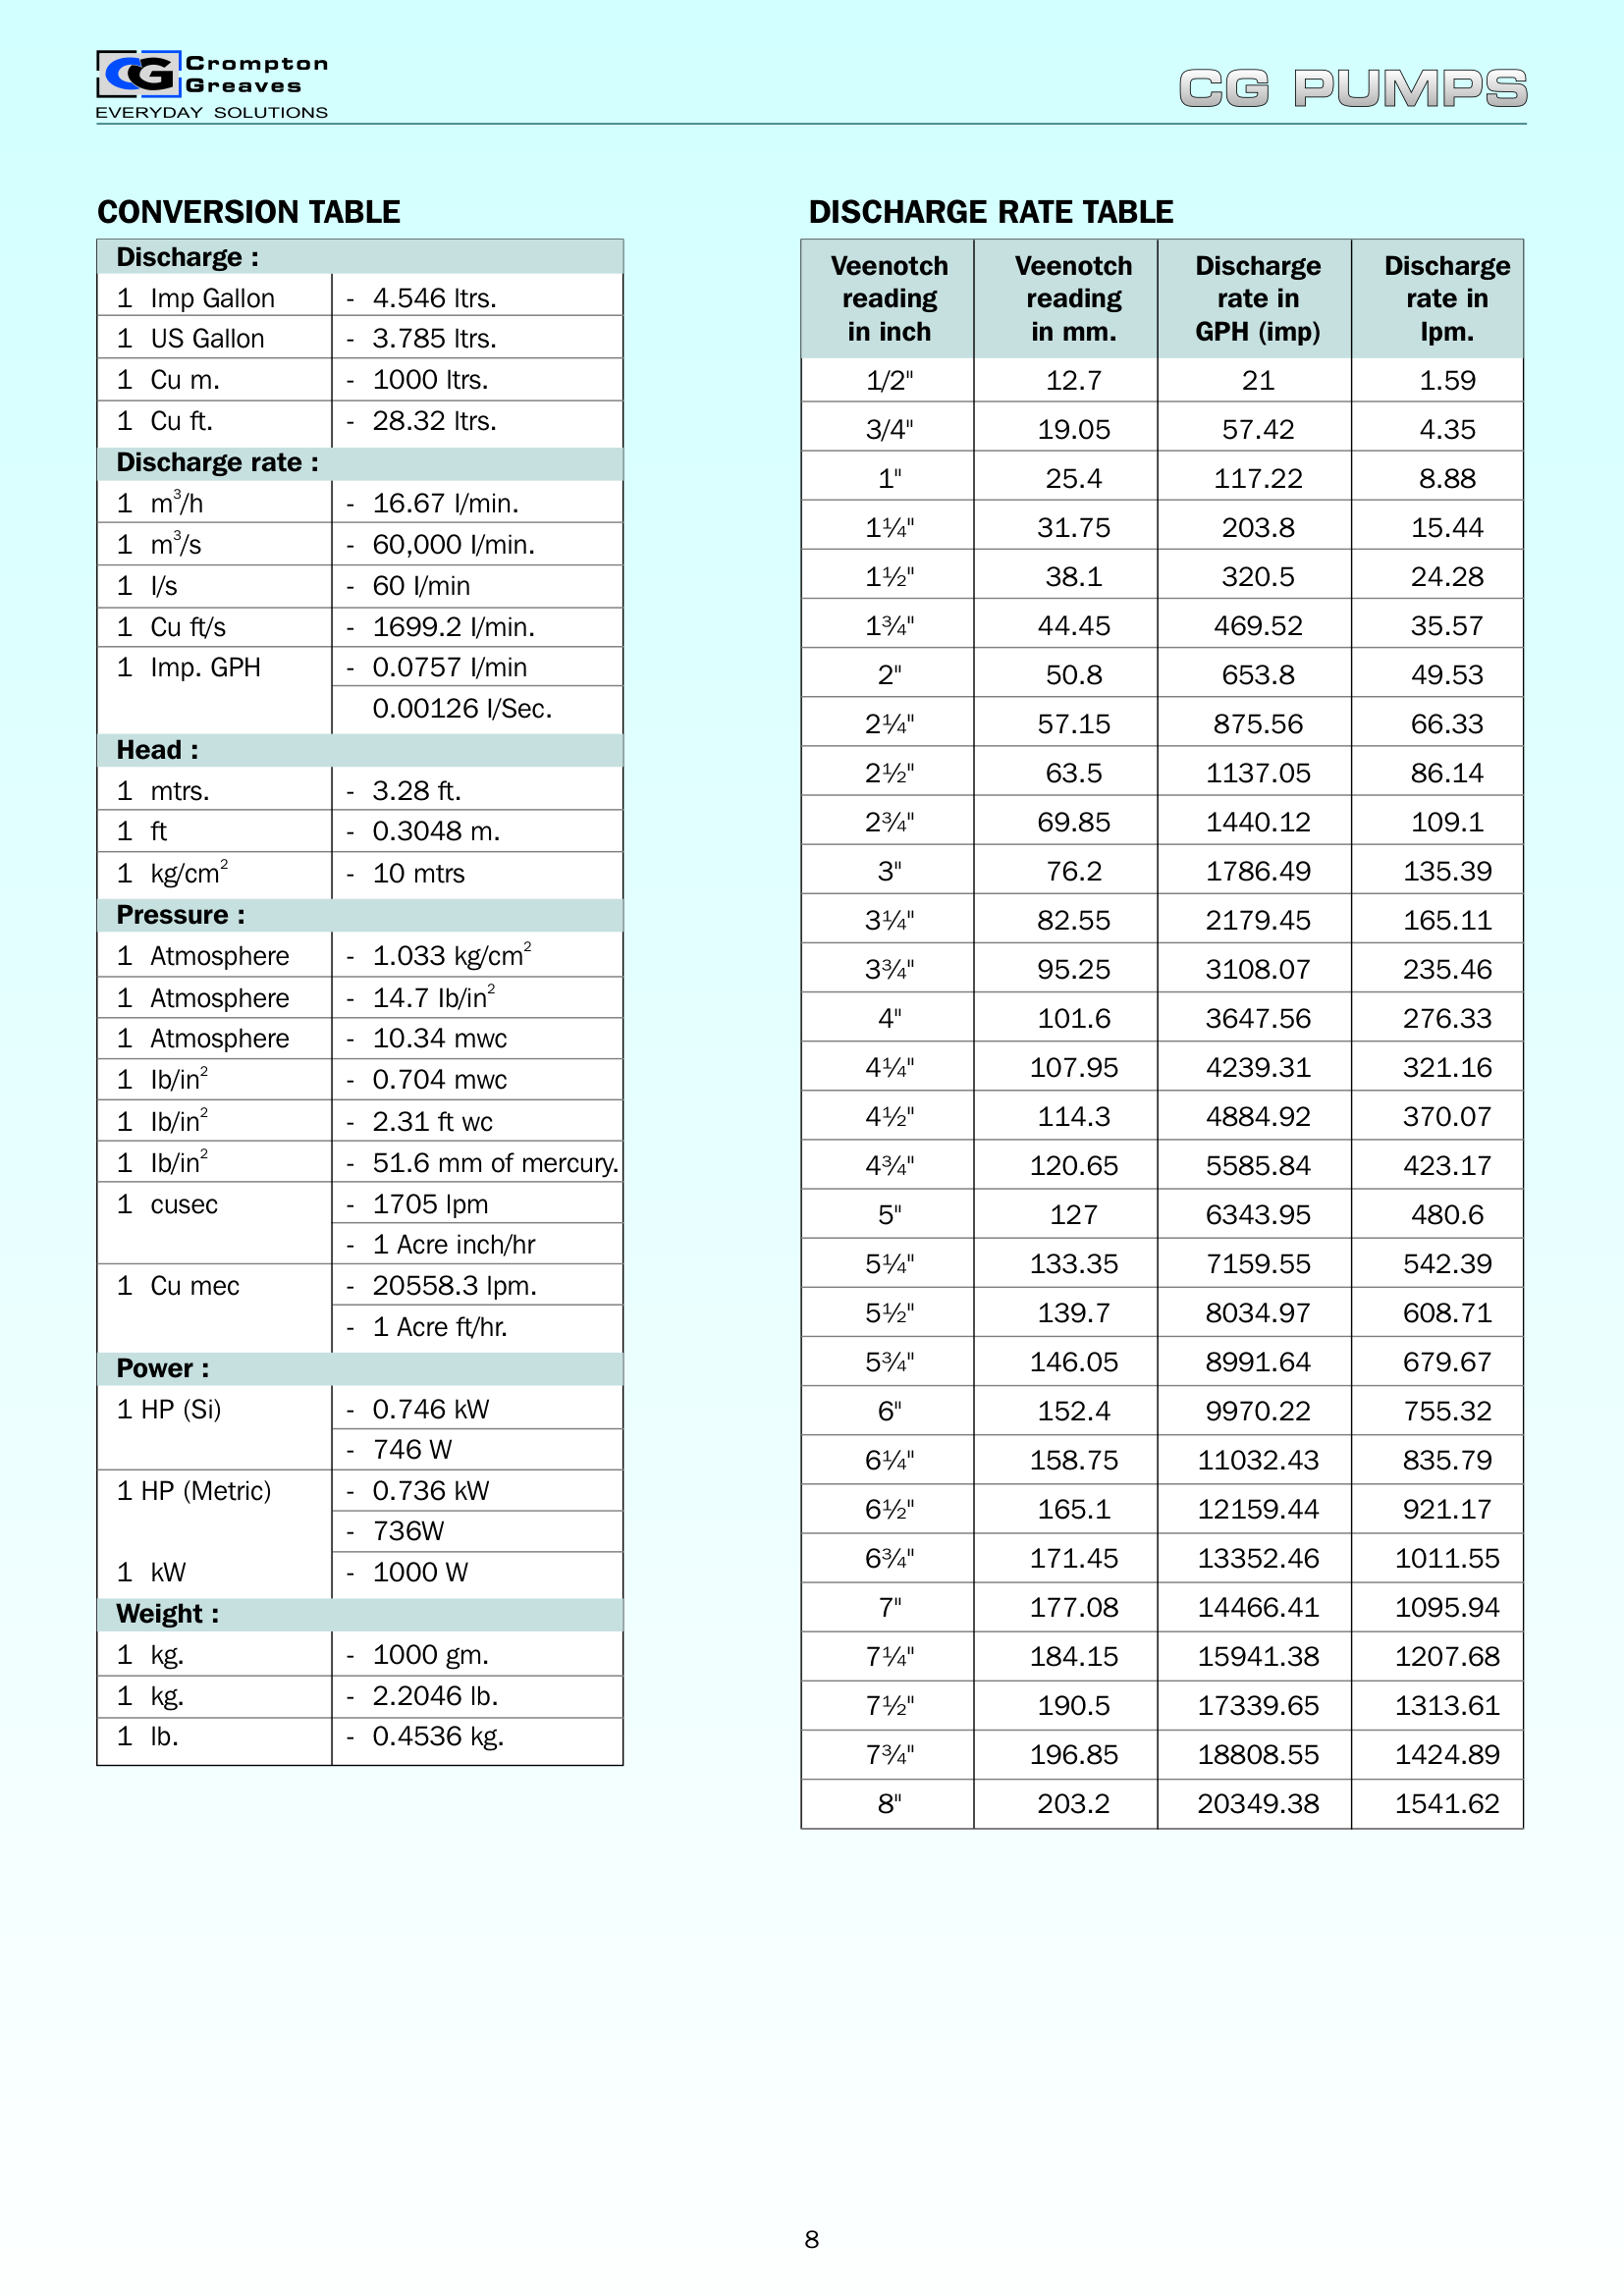 CG Crompton
Greaves
EVERYDAY SOLUTIONS
CG PUMPS
CONVERSION TABLE
Discharge :
1 Imp Gallon - 4.546 ltrs.
1 US Gallon - 3.785 ltrs.
1 Cu m. - 1000 ltrs.
1 Cu ft. - 28.32 ltrs.
Discharge rate :
1 m³/h - 16.67 l/min.
1 m³/s - 60,000 l/min.
1 l/s - 60 l/min
1 Cu ft/s - 1699.2 l/min.
1 Imp. GPH - 0.0757 l/min
0.00126 l/Sec.
Head :
1 mtrs. - 3.28 ft.
1 ft - 0.3048 m.
1 kg/cm² - 10 mtrs
Pressure :
1 Atmosphere - 1.033 kg/cm²
1 Atmosphere - 14.7 lb/in²
1 Atmosphere - 10.34 mwc
1 lb/in² - 0.704 mwc
1 lb/in² - 2.31 ft wc
1 lb/in² - 51.6 mm of mercury.
1 cusec - 1705 lpm
- 1 Acre inch/hr
1 Cu mec - 20558.3 lpm.
- 1 Acre ft/hr.
Power :
1 HP (Si) - 0.746 kW
- 746 W
1 HP (Metric) - 0.736 kW
- 736W
1 kW - 1000 W
Weight :
1 kg. - 1000 gm.
1 kg. - 2.2046 lb.
1 lb. - 0.4536 kg.
DISCHARGE RATE TABLE
Veenotch Veenotch Discharge Discharge
reading reading rate in rate in
in inch in mm. GPH (imp) lpm.
1/2" 12.7 21 1.59
3/4" 19.05 57.42 4.35
1" 25.4 117.22 8.88
1¼" 31.75 203.8 15.44
1½" 38.1 320.5 24.28
1¾" 44.45 469.52 35.57
2" 50.8 653.8 49.53
2¼" 57.15 875.56 66.33
2½" 63.5 1137.05 86.14
2¾" 69.85 1440.12 109.1
3" 76.2 1786.49 135.39
3¼" 82.55 2179.45 165.11
3¾" 95.25 3108.07 235.46
4" 101.6 3647.56 276.33
4¼" 107.95 4239.31 321.16
4½" 114.3 4884.92 370.07
4¾" 120.65 5585.84 423.17
5" 127 6343.95 480.6
5¼" 133.35 7159.55 542.39
5½" 139.7 8034.97 608.71
5¾" 146.05 8991.64 679.67
6" 152.4 9970.22 755.32
6¼" 158.75 11032.43 835.79
6½" 165.1 12159.44 921.17
6¾" 171.45 13352.46 1011.55
7" 177.08 14466.41 1095.94
7¼" 184.15 15941.38 1207.68
7½" 190.5 17339.65 1313.61
7¾" 196.85 18808.55 1424.89
8" 203.2 20349.38 1541.62
8